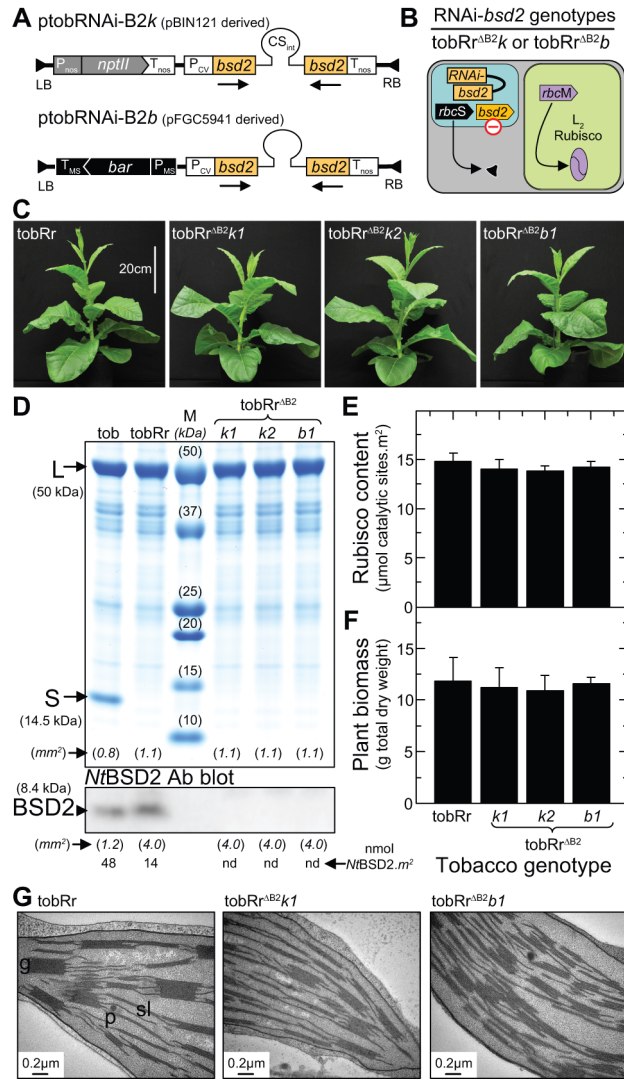 A
ptobRNAi-B2k (pBIN121 derived)
CSint
Pnos nptII Tnos PCV bsd2 bsd2 Tnos
LB RB
ptobRNAi-B2b (pFGC5941 derived)
TMS bar PMS PCV bsd2 bsd2 Tnos
LB RB
B
RNAi-bsd2 genotypes
tobRrΔB2k or tobRrΔB2b
RNAi-
bsd2
rbcS bsd2
rbcM
L2
Rubisco
C
tobRr tobRrΔB2k1 tobRrΔB2k2 tobRrΔB2b1
20cm
D
tobRrΔB2
tob tobRr M (kDa) k1 k2 b1
(50)
L
(50 kDa)
(37)
(25)
(20)
(15)
S
(14.5 kDa)
(10)
(mm2) (0.8) (1.1) (1.1) (1.1) (1.1)
NtBSD2 Ab blot
(8.4 kDa)
BSD2
(mm2) (1.2) (4.0) (4.0) (4.0) (4.0) nmol
48 14 nd nd nd NtBSD2.m2
E
Rubisco content
(μmol catalytic sites.m2)
15
10
5
0
F
Plant biomass
(g total dry weight)
15
10
5
0
tobRr k1 k2 b1
tobRrΔB2
Tobacco genotype
G
tobRr tobRrΔB2k1 tobRrΔB2b1
g
p
sl
0.2μm 0.2μm 0.2μm